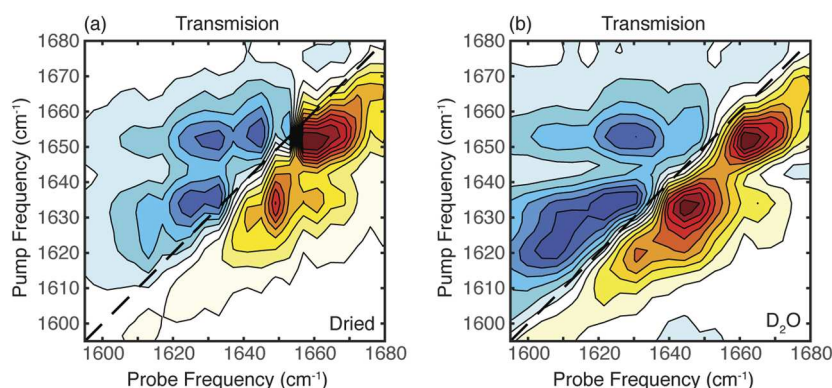 (a) Transmision
1680
1670
1660
1650
1640
1630
1620
1610
1600
Pump Frequency (cm⁻¹)
Dried
1600 1620 1640 1660 1680
Probe Frequency (cm⁻¹)
(b) Transmision
1680
1670
1660
1650
1640
1630
1620
1610
1600
Pump Frequency (cm⁻¹)
D₂O
1600 1620 1640 1660 1680
Probe Frequency (cm⁻¹)